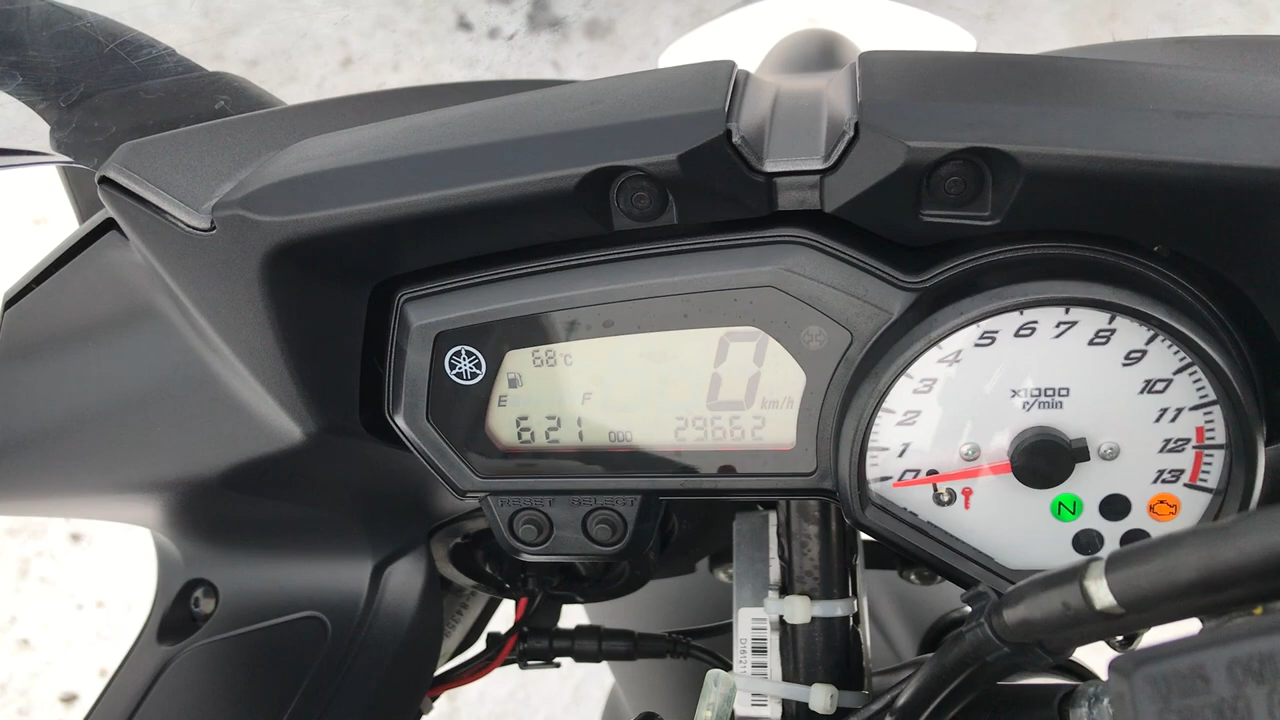 68°C
0
km/h
E F
621 ODO 29662
RESET SELECT
0 1 2 3 4 5 6 7 8 9 10 11 12 13
X1000
r/min
N